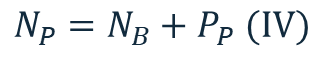 N_P = N_B + P_P (IV)